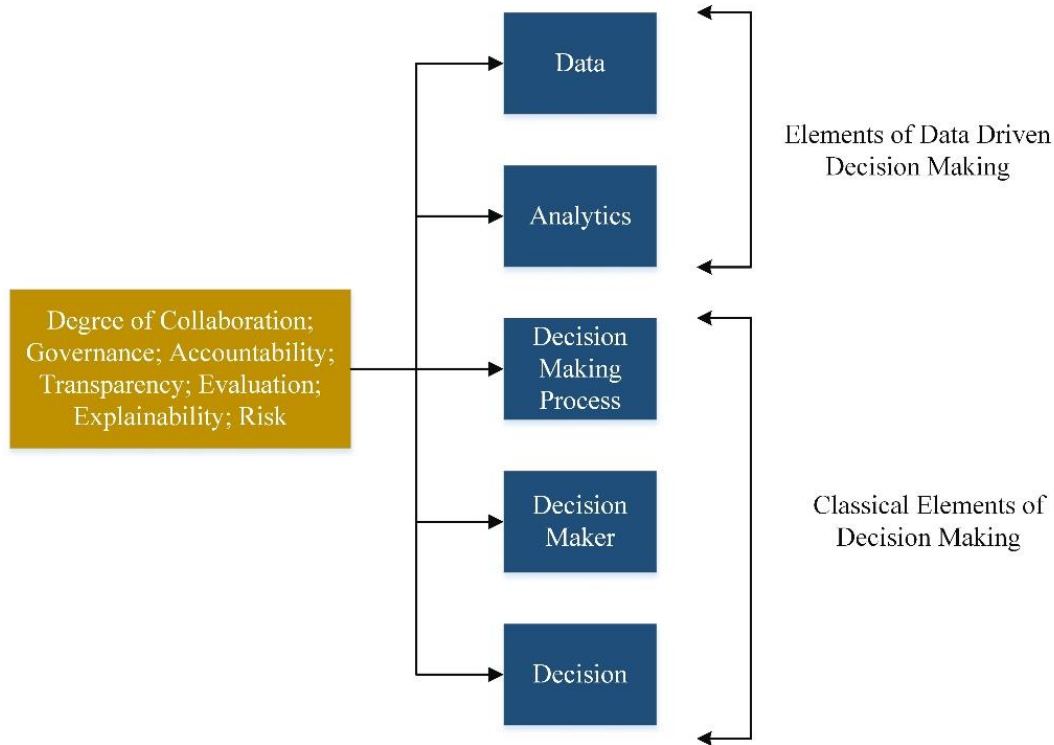 Data
Elements of Data Driven
Decision Making
Analytics
Degree of Collaboration;
Governance; Accountability;
Transparency; Evaluation;
Explainability; Risk
Decision
Making
Process
Decision
Maker
Classical Elements of
Decision Making
Decision